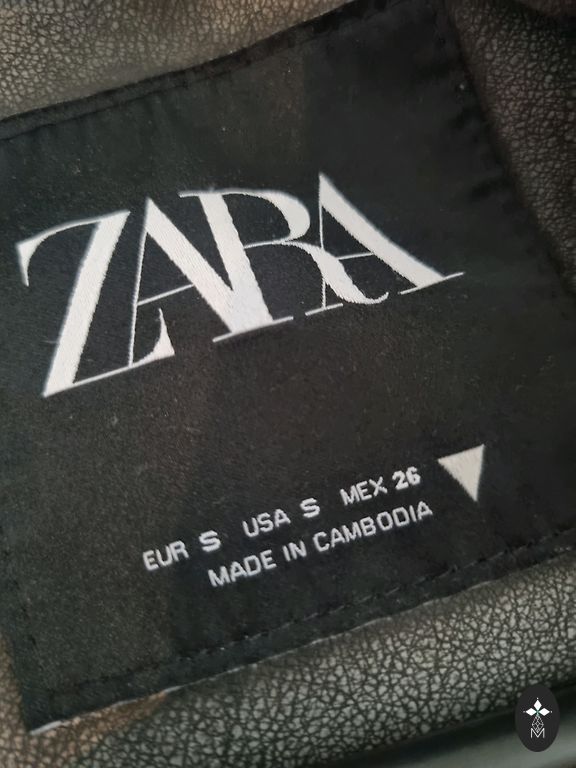 ZARA
EUR S USA S MEX 26
MADE IN CAMBODIA
M